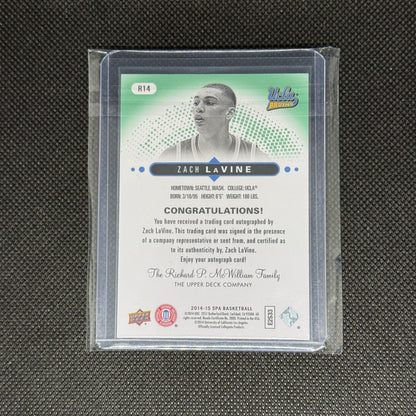 R14
UCLA
BRUINS
ZACH LaVINE
HOMETOWN: SEATTLE, WASH. COLLEGE: UCLA®
BORN: 3/10/95 HEIGHT: 6'5" WEIGHT: 180 LBS.
CONGRATULATIONS!
You have received a trading card autographed by
Zach LaVine. This trading card was signed in the presence
of a company representative or sent from, and certified as
to its authenticity, by Zach LaVine.
Enjoy your autograph card!
The Richard P. McWilliam Family
THE UPPER DECK COMPANY
2014-15 SPA BASKETBALL
UPPER DECK
E2S33